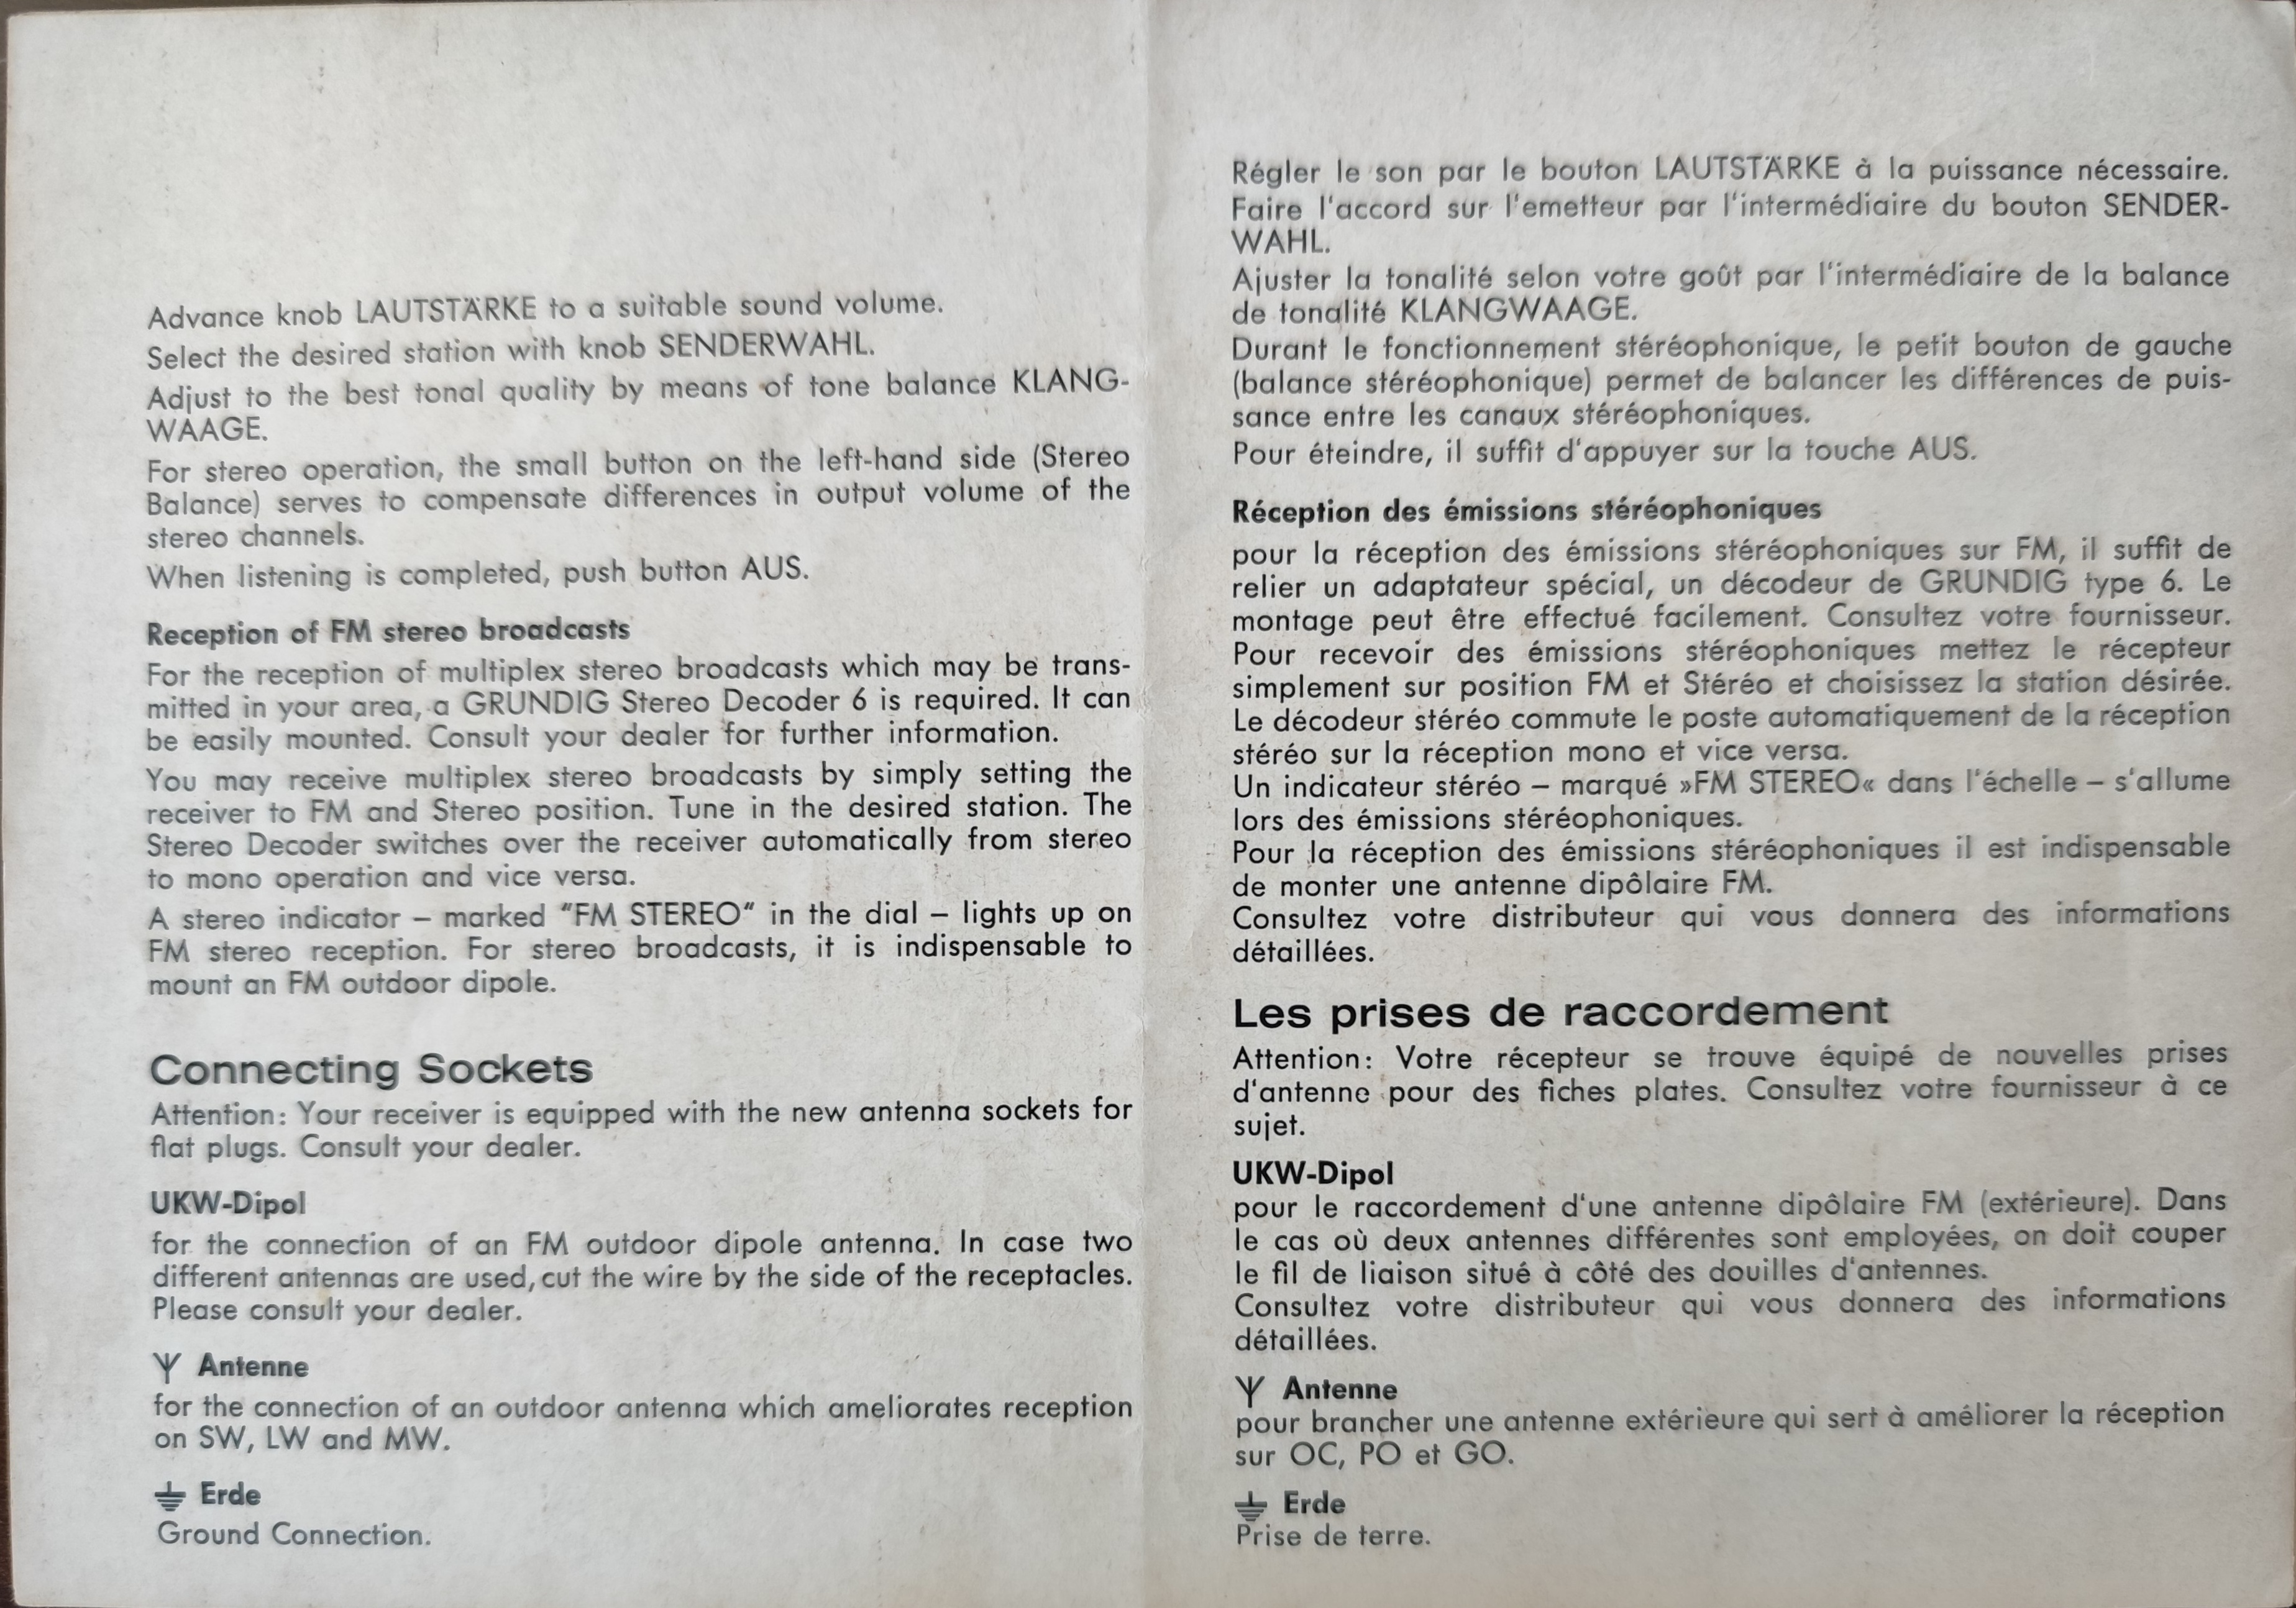 Advance knob LAUTSTÄRKE to a suitable sound volume.
Select the desired station with knob SENDERWAHL.
Adjust to the best tonal quality by means of tone balance KLANG-
WAAGE.
For stereo operation, the small button on the left-hand side (Stereo
Balance) serves to compensate differences in output volume of the
stereo channels.
When listening is completed, push button AUS.
Reception of FM stereo broadcasts
For the reception of multiplex stereo broadcasts which may be trans-
mitted in your area, a GRUNDIG Stereo Decoder 6 is required. It can
be easily mounted. Consult your dealer for further information.
You may receive multiplex stereo broadcasts by simply setting the
receiver to FM and Stereo position. Tune in the desired station. The
Stereo Decoder switches over the receiver automatically from stereo
to mono operation and vice versa.
A stereo indicator – marked “FM STEREO“ in the dial – lights up on
FM stereo reception. For stereo broadcasts, it is indispensable to
mount an FM outdoor dipole.
Connecting Sockets
Attention: Your receiver is equipped with the new antenna sockets for
flat plugs. Consult your dealer.
UKW-Dipol
for the connection of an FM outdoor dipole antenna. In case two
different antennas are used, cut the wire by the side of the receptacles.
Please consult your dealer.
Antenne
for the connection of an outdoor antenna which ameliorates reception
on SW, LW and MW.
Erde
Ground Connection.
Régler le son par le bouton LAUTSTÄRKE à la puissance nécessaire.
Faire l'accord sur l'emetteur par l'intermédiaire du bouton SENDER-
WAHL.
Ajuster la tonalité selon votre goût par l'intermédiaire de la balance
de tonalité KLANGWAAGE.
Durant le fonctionnement stéréophonique, le petit bouton de gauche
(balance stéréophonique) permet de balancer les différences de puis-
sance entre les canaux stéréophoniques.
Pour éteindre, il suffit d'appuyer sur la touche AUS.
Réception des émissions stéréophoniques
pour la réception des émissions stéréophoniques sur FM, il suffit de
relier un adaptateur spécial, un décodeur de GRUNDIG type 6. Le
montage peut être effectué facilement. Consultez votre fournisseur.
Pour recevoir des émissions stéréophoniques mettez le récepteur
simplement sur position FM et Stéréo et choisissez la station désirée.
Le décodeur stéréo commute le poste automatiquement de la réception
stéréo sur la réception mono et vice versa.
Un indicateur stéréo – marqué »FM STEREO« dans l'échelle – s'allume
lors des émissions stéréophoniques.
Pour la réception des émissions stéréophoniques il est indispensable
de monter une antenne dipôlaire FM.
Consultez votre distributeur qui vous donnera des informations
détaillées.
Les prises de raccordement
Attention: Votre récepteur se trouve équipé de nouvelles prises
d'antenne pour des fiches plates. Consultez votre fournisseur à ce
sujet.
UKW-Dipol
pour le raccordement d'une antenne dipôlaire FM (extérieure). Dans
le cas où deux antennes différentes sont employées, on doit couper
le fil de liaison situé à côté des douilles d'antennes.
Consultez votre distributeur qui vous donnera des informations
détaillées.
Antenne
pour brancher une antenne extérieure qui sert à améliorer la réception
sur OC, PO et GO.
Erde
Prise de terre.